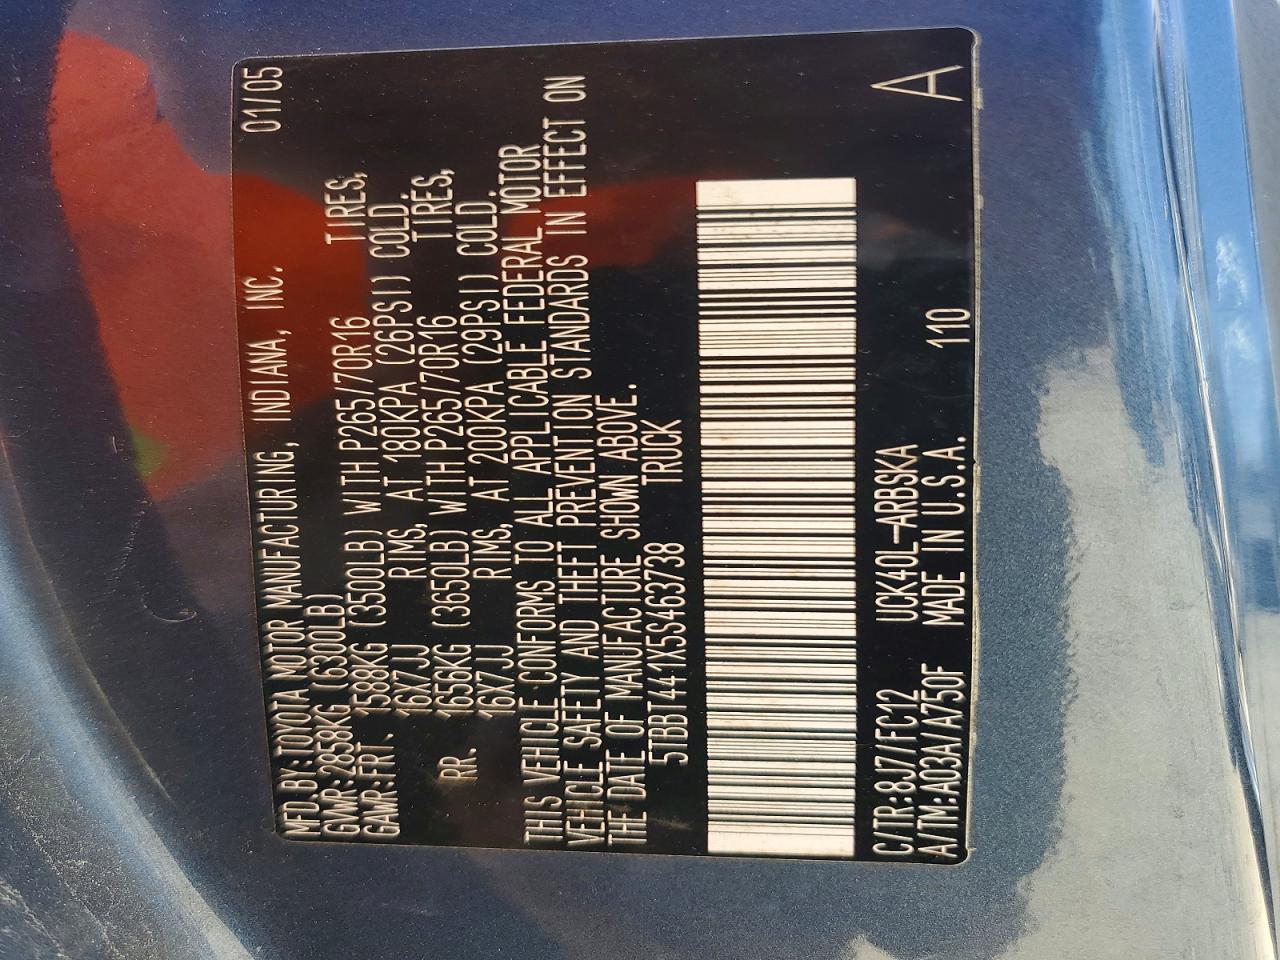 MFD.BY:TOYOTA MOTOR MANUFACTURING, INDIANA, INC. 01/05
GVWR:2858KG (6300LB)
GAWR:FRT. 1588KG (3500LB) WITH P265/70R16 TIRES,
16X7JJ RIMS, AT 180KPA (26PSI) COLD.
RR. 1656KG (3650LB) WITH P265/70R16 TIRES,
16X7JJ RIMS, AT 200KPA (29PSI) COLD.
THIS VEHICLE CONFORMS TO ALL APPLICABLE FEDERAL MOTOR
VEHICLE SAFETY AND THEFT PREVENTION STANDARDS IN EFFECT ON
THE DATE OF MANUFACTURE SHOWN ABOVE.
5TBBT441X5S463738 TRUCK
C/TR:8J7/FC12 UCK40L-ARBSKA
A/TM:A03A/A750F MADE IN U.S.A. 110 A